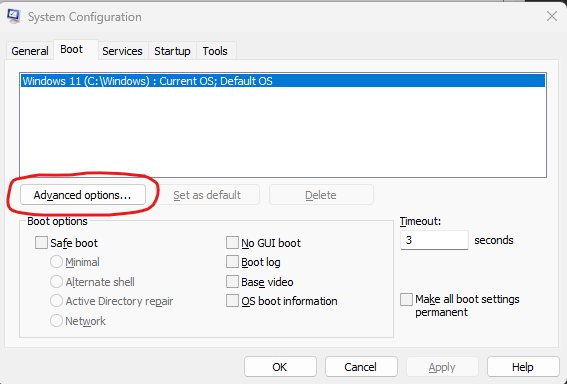 System Configuration
General Boot Services Startup Tools
Windows 11 (C:\Windows) : Current OS; Default OS
Advanced options... Set as default Delete
Boot options
Timeout:
Safe boot No GUI boot
3 seconds
Minimal Boot log
Alternate shell Base video
Active Directory repair OS boot information
Make all boot settings
permanent
Network
OK Cancel Apply Help